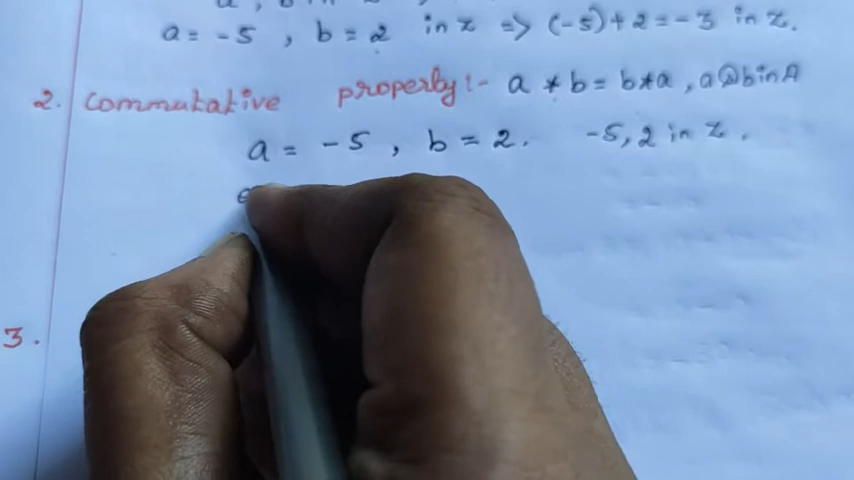 a = -5 , b = 2 in z => (-5)+2 = -3 in z.
2. Commutative property :- a * b = b * a , a, b in A
a = -5 , b = 2. -5, 2 in z.
3.